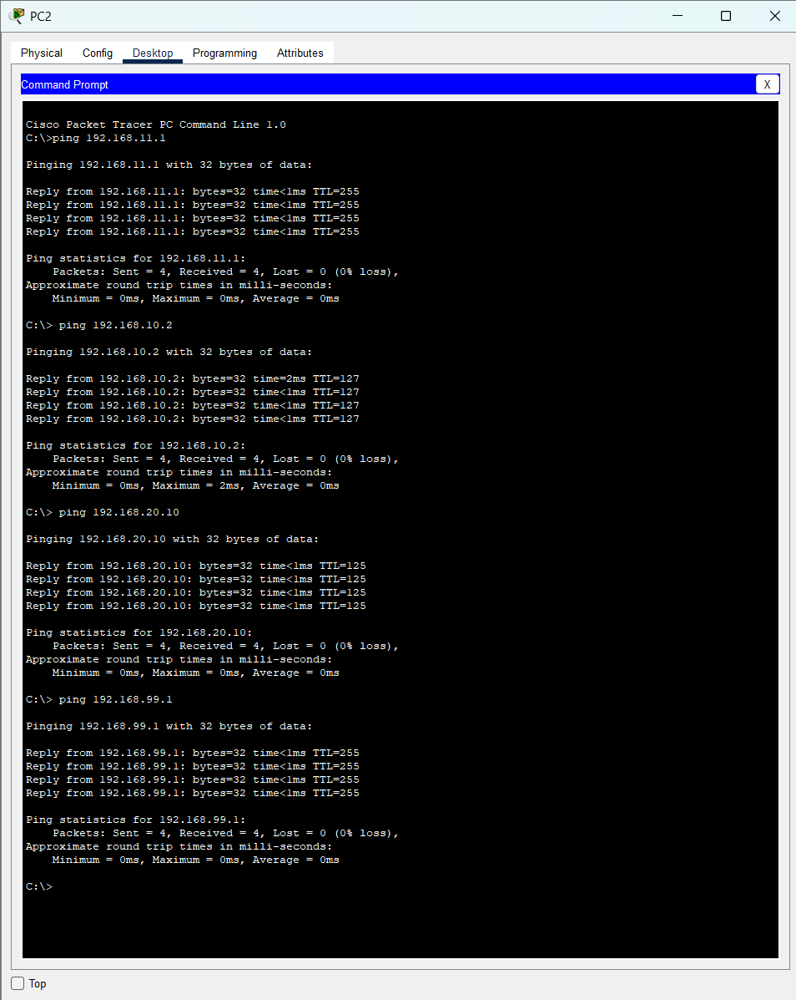 PC2
Physical Config Desktop Programming Attributes
Command Prompt X
Cisco Packet Tracer PC Command Line 1.0
C:\>ping 192.168.11.1
Pinging 192.168.11.1 with 32 bytes of data:
Reply from 192.168.11.1: bytes=32 time<1ms TTL=255
Reply from 192.168.11.1: bytes=32 time<1ms TTL=255
Reply from 192.168.11.1: bytes=32 time<1ms TTL=255
Reply from 192.168.11.1: bytes=32 time<1ms TTL=255
Ping statistics for 192.168.11.1:
    Packets: Sent = 4, Received = 4, Lost = 0 (0% loss),
Approximate round trip times in milli-seconds:
    Minimum = 0ms, Maximum = 0ms, Average = 0ms
C:\> ping 192.168.10.2
Pinging 192.168.10.2 with 32 bytes of data:
Reply from 192.168.10.2: bytes=32 time=2ms TTL=127
Reply from 192.168.10.2: bytes=32 time<1ms TTL=127
Reply from 192.168.10.2: bytes=32 time<1ms TTL=127
Reply from 192.168.10.2: bytes=32 time<1ms TTL=127
Ping statistics for 192.168.10.2:
    Packets: Sent = 4, Received = 4, Lost = 0 (0% loss),
Approximate round trip times in milli-seconds:
    Minimum = 0ms, Maximum = 2ms, Average = 0ms
C:\> ping 192.168.20.10
Pinging 192.168.20.10 with 32 bytes of data:
Reply from 192.168.20.10: bytes=32 time<1ms TTL=125
Reply from 192.168.20.10: bytes=32 time<1ms TTL=125
Reply from 192.168.20.10: bytes=32 time<1ms TTL=125
Reply from 192.168.20.10: bytes=32 time<1ms TTL=125
Ping statistics for 192.168.20.10:
    Packets: Sent = 4, Received = 4, Lost = 0 (0% loss),
Approximate round trip times in milli-seconds:
    Minimum = 0ms, Maximum = 0ms, Average = 0ms
C:\> ping 192.168.99.1
Pinging 192.168.99.1 with 32 bytes of data:
Reply from 192.168.99.1: bytes=32 time<1ms TTL=255
Reply from 192.168.99.1: bytes=32 time<1ms TTL=255
Reply from 192.168.99.1: bytes=32 time<1ms TTL=255
Reply from 192.168.99.1: bytes=32 time<1ms TTL=255
Ping statistics for 192.168.99.1:
    Packets: Sent = 4, Received = 4, Lost = 0 (0% loss),
Approximate round trip times in milli-seconds:
    Minimum = 0ms, Maximum = 0ms, Average = 0ms
C:\>
Top